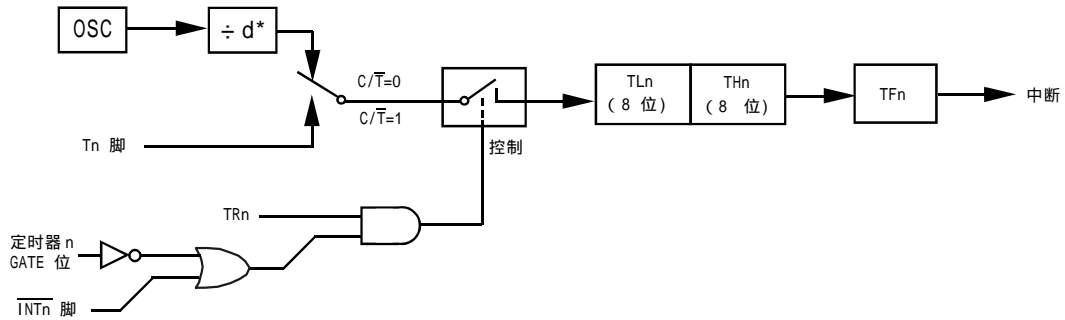 OSC
÷ d*
C/T̅=0
C/T̅=1
Tn 脚
控制
TLn
(8 位)
THn
(8 位)
TFn
中断
TRn
定时器 n
GATE 位
I̅N̅T̅n̅ 脚